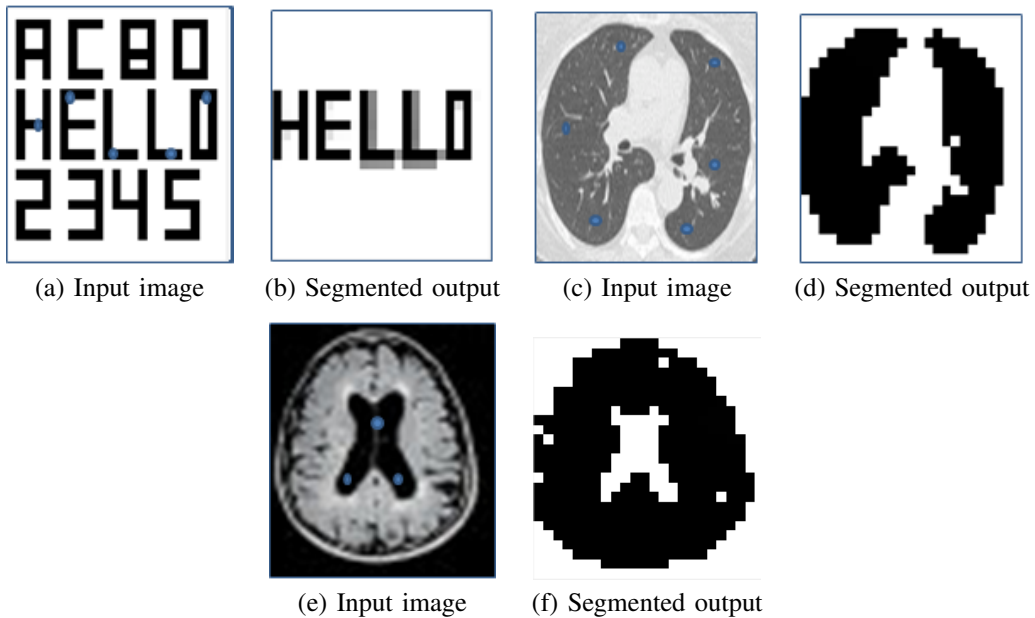 ACBO
HELLO
2345
HELLO
(a) Input image
(b) Segmented output
(c) Input image
(d) Segmented output
(e) Input image
(f) Segmented output